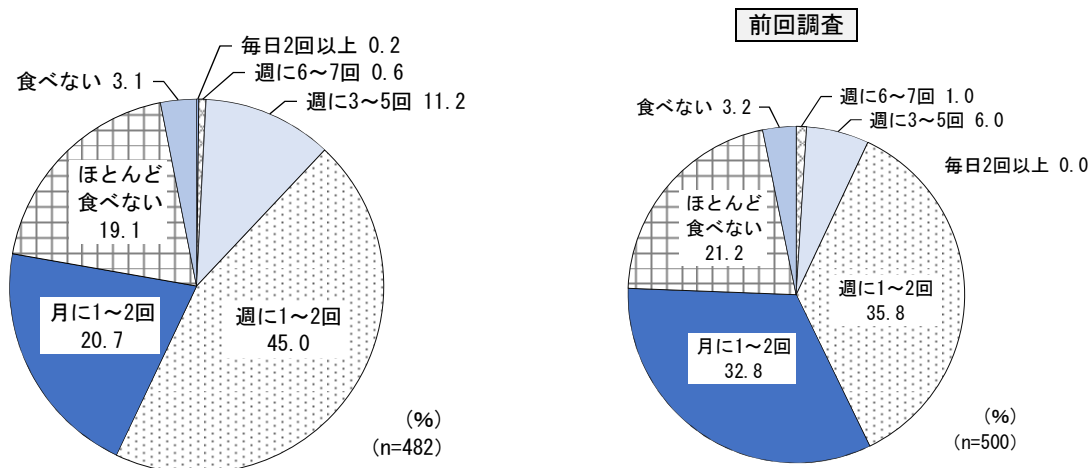 毎日2回以上 0.2
週に6～7回 0.6
週に3～5回 11.2
食べない 3.1
ほとんど
食べない
19.1
月に1～2回
20.7
週に1～2回
45.0
(%)
(n=482)
前回調査
週に6～7回 1.0
週に3～5回 6.0
毎日2回以上 0.0
食べない 3.2
ほとんど
食べない
21.2
週に1～2回
35.8
月に1～2回
32.8
(%)
(n=500)